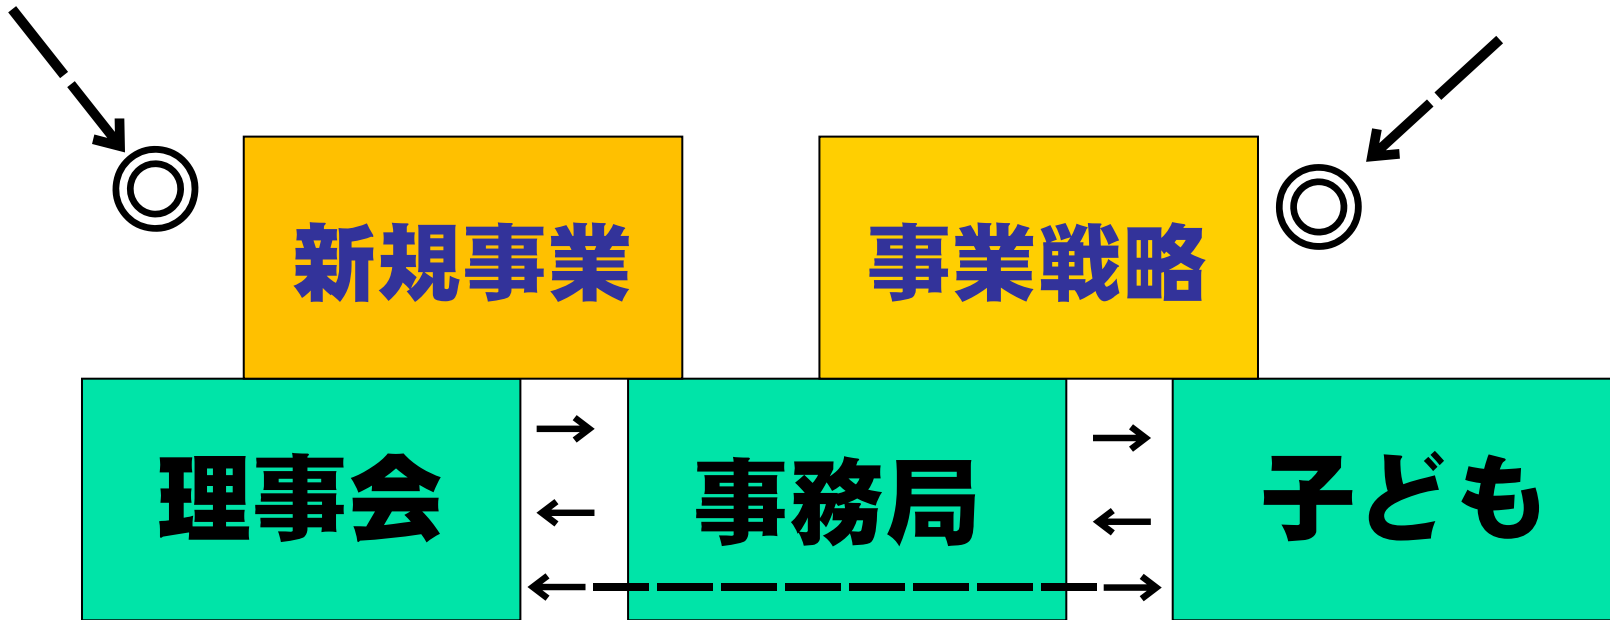 新規事業
事業戦略
理事会
事務局
子ども